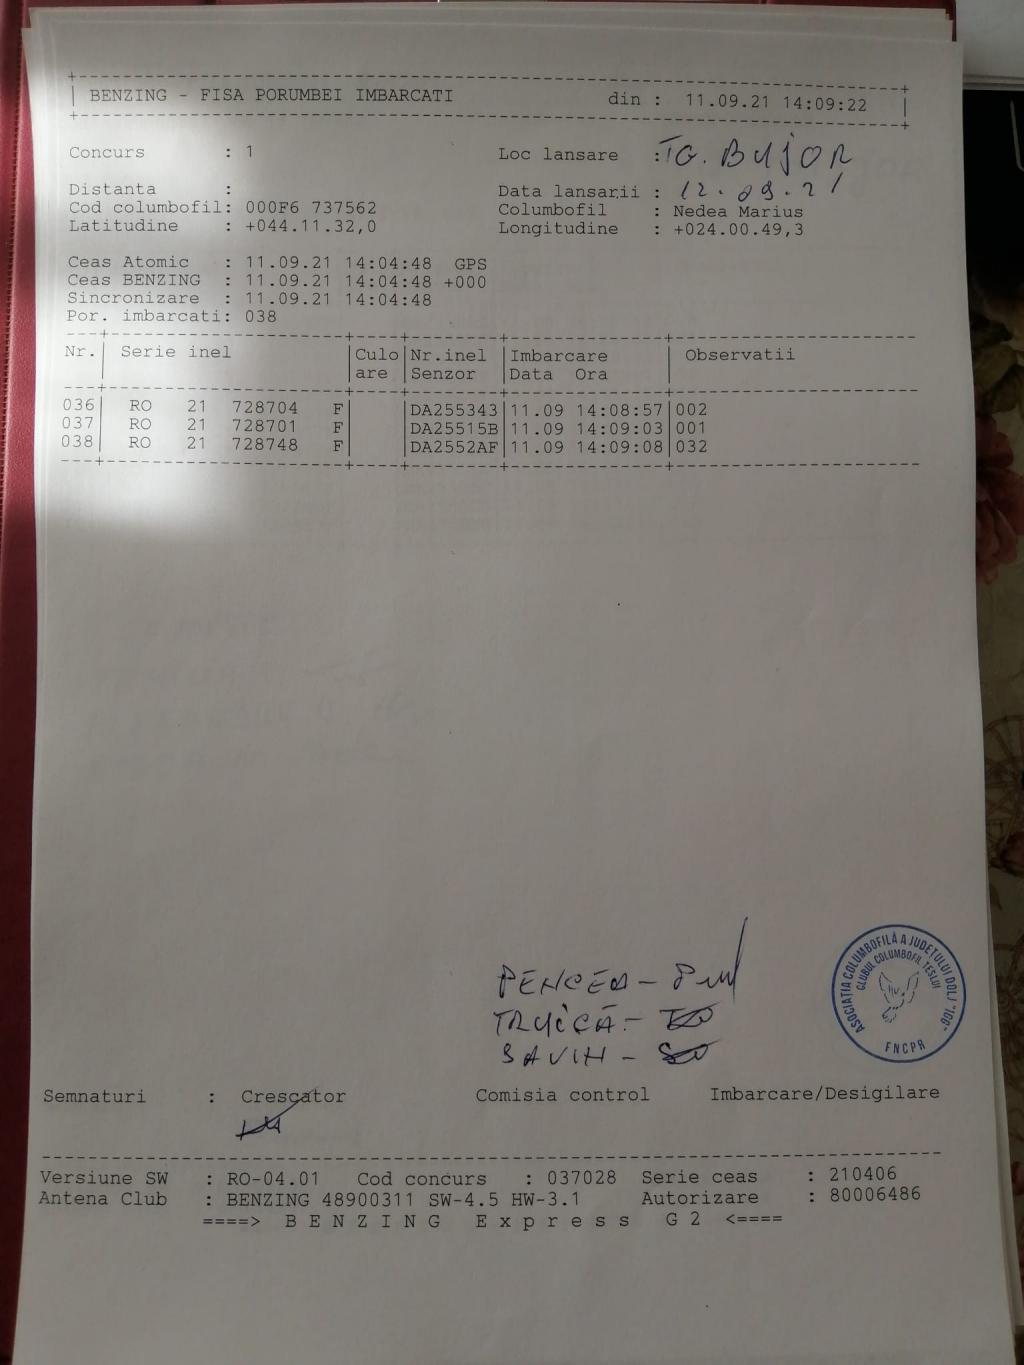 BENZING - FISA PORUMBEI IMBARCATI din : 11.09.21 14:09:22
Concurs : 1 Loc lansare : TG. BUJOR
Distanta : Data lansarii : 12.09.21
Cod columbofil: 000F6 737562 Columbofil : Nedea Marius
Latitudine : +044.11.32,0 Longitudine : +024.00.49,3
Ceas Atomic : 11.09.21 14:04:48 GPS
Ceas BENZING : 11.09.21 14:04:48 +000
Sincronizare : 11.09.21 14:04:48
Por. imbarcati: 038
Nr. Serie inel Culo Nr.inel Imbarcare Observatii
are Senzor Data Ora
036 RO 21 728704 F DA255343 11.09 14:08:57 002
037 RO 21 728701 F DA25515B 11.09 14:09:03 001
038 RO 21 728748 F DA2552AF 11.09 14:09:08 032
PENCEA -
TRUȘCĂ -
SAVIN -
ASOCIAȚIA COLUMBOFILĂ A JUDEȚULUI DOLJ "100"
CLUBUL COLUMBOFIL TESLUI
FNCPR
Semnaturi : Crescator Comisia control Imbarcare/Desigilare
Versiune SW : RO-04.01 Cod concurs : 037028 Serie ceas : 210406
Antena Club : BENZING 48900311 SW-4.5 HW-3.1 Autorizare : 80006486
====> B E N Z I N G E x p r e s s G 2 <====